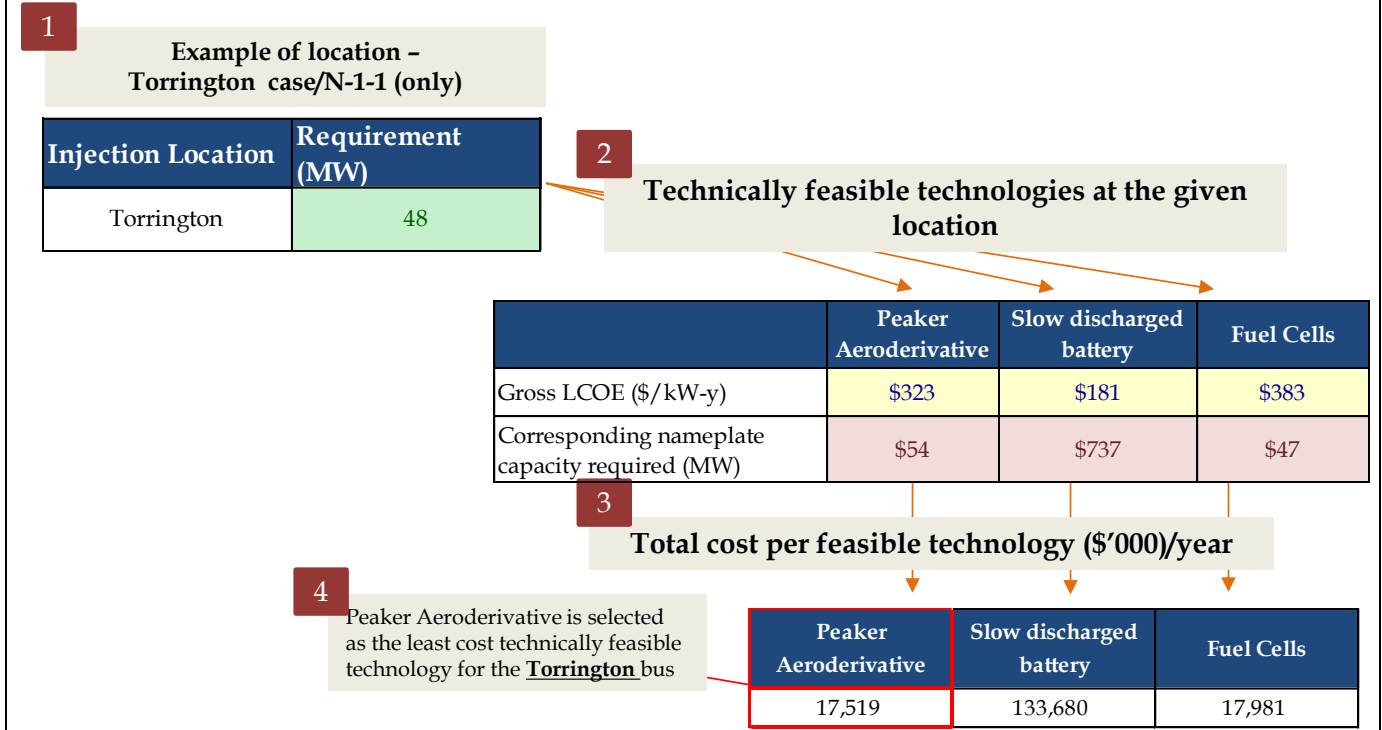 1
Example of location –
Torrington case/N-1-1 (only)
Injection Location
Requirement
(MW)
Torrington
48
2
Technically feasible technologies at the given
location
Peaker
Aeroderivative
Slow discharged
battery
Fuel Cells
Gross LCOE ($/kW-y)
$323
$181
$383
Corresponding nameplate
capacity required (MW)
$54
$737
$47
3
Total cost per feasible technology ($’000)/year
4
Peaker Aeroderivative is selected
as the least cost technically feasible
technology for the Torrington bus
Peaker
Aeroderivative
Slow discharged
battery
Fuel Cells
17,519
133,680
17,981